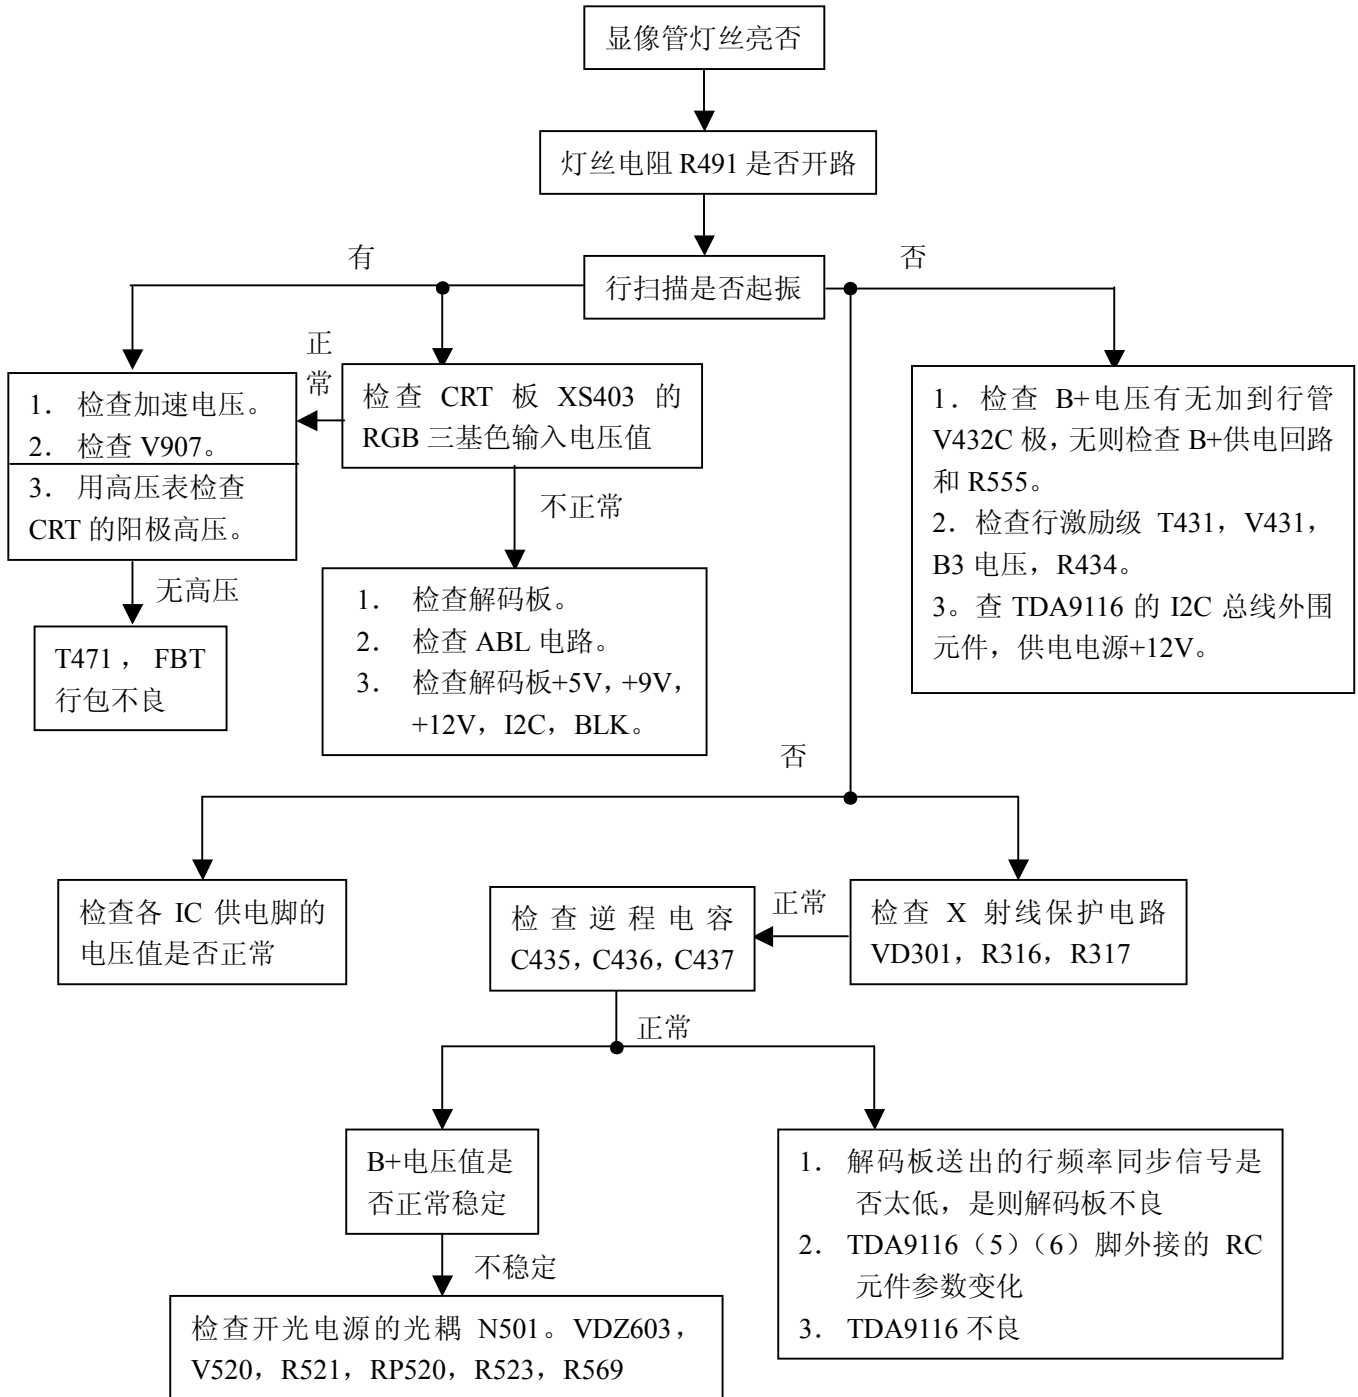 显像管灯丝亮否
灯丝电阻 R491 是否开路
有
否
行扫描是否起振
正
常
1. 检查加速电压。
2. 检查 V907。
3. 用高压表检查
CRT 的阳极高压。
检查 CRT 板 XS403 的
RGB 三基色输入电压值
1．检查 B+电压有无加到行管
V432C 极，无则检查 B+供电回路
和 R555。
2．检查行激励级 T431，V431，
B3 电压，R434。
3。查 TDA9116 的 I2C 总线外围
元件，供电电源+12V。
不正常
无高压
T471，FBT
行包不良
1. 检查解码板。
2. 检查 ABL 电路。
3. 检查解码板+5V，+9V，
+12V，I2C，BLK。
否
检查各 IC 供电脚的
电压值是否正常
检查逆程电容
C435，C436，C437
正常
检查 X 射线保护电路
VD301，R316，R317
正常
B+电压值是
否正常稳定
1. 解码板送出的行频率同步信号是
否太低，是则解码板不良
2. TDA9116（5）（6）脚外接的 RC
元件参数变化
3. TDA9116 不良
不稳定
检查开光电源的光耦 N501。VDZ603，
V520，R521，RP520，R523，R569